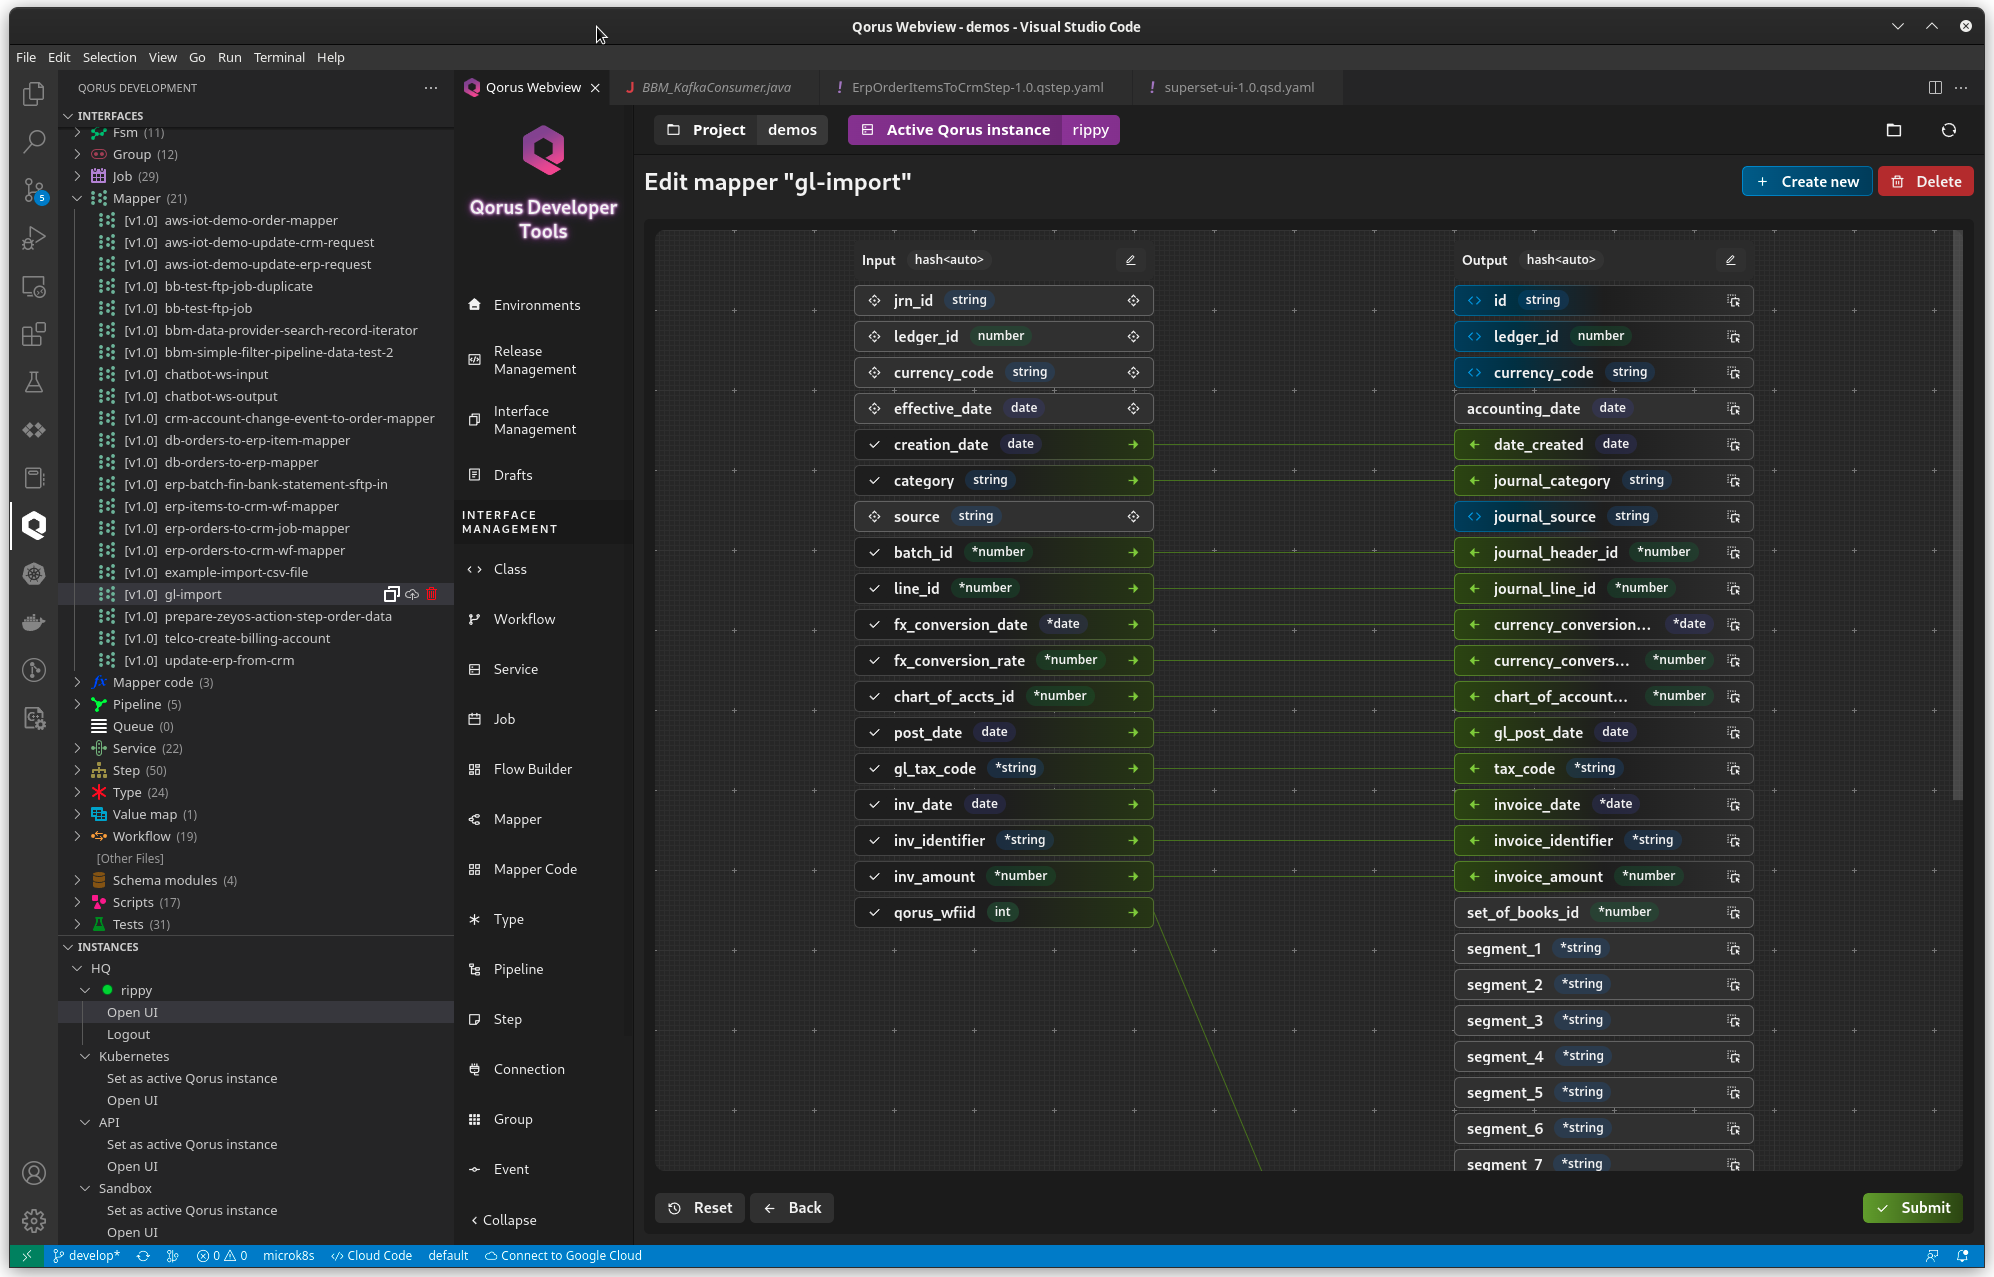 Qorus Webview - demos - Visual Studio Code
File Edit Selection View Go Run Terminal Help
QORUS DEVELOPMENT
INTERFACES
Fsm (11)
Group (12)
Job (29)
Mapper (21)
[v1.0] aws-iot-demo-order-mapper
[v1.0] aws-iot-demo-update-crm-request
[v1.0] aws-iot-demo-update-erp-request
[v1.0] bb-test-ftp-job-duplicate
[v1.0] bb-test-ftp-job
[v1.0] bbm-data-provider-search-record-iterator
[v1.0] bbm-simple-filter-pipeline-data-test-2
[v1.0] chatbot-ws-input
[v1.0] chatbot-ws-output
[v1.0] crm-account-change-event-to-order-mapper
[v1.0] db-orders-to-erp-item-mapper
[v1.0] db-orders-to-erp-mapper
[v1.0] erp-batch-fin-bank-statement-sftp-in
[v1.0] erp-items-to-crm-wf-mapper
[v1.0] erp-orders-to-crm-job-mapper
[v1.0] erp-orders-to-crm-wf-mapper
[v1.0] example-import-csv-file
[v1.0] gl-import
[v1.0] prepare-zeyos-action-step-order-data
[v1.0] telco-create-billing-account
[v1.0] update-erp-from-crm
Mapper code (3)
Pipeline (5)
Queue (0)
Service (22)
Step (50)
Type (24)
Value map (1)
Workflow (19)
[Other Files]
Schema modules (4)
Scripts (17)
Tests (31)
INSTANCES
HQ
rippy
Open UI
Logout
Kubernetes
Set as active Qorus instance
Open UI
API
Set as active Qorus instance
Open UI
Sandbox
Set as active Qorus instance
Open UI
5
Qorus Webview
BBM_KafkaConsumer.java
ErpOrderItemsToCrmStep-1.0.qstep.yaml
superset-ui-1.0.qsd.yaml
Qorus Developer
Tools
Environments
Release
Management
Interface
Management
Drafts
INTERFACE
MANAGEMENT
Class
Workflow
Service
Job
Flow Builder
Mapper
Mapper Code
Type
Pipeline
Step
Connection
Group
Event
Collapse
Project demos
Active Qorus instance rippy
Edit mapper "gl-import"
Create new
Delete
Input hash<auto>
jrn_id string
ledger_id number
currency_code string
effective_date date
creation_date date
category string
source string
batch_id *number
line_id *number
fx_conversion_date *date
fx_conversion_rate *number
chart_of_accts_id *number
post_date date
gl_tax_code *string
inv_date date
inv_identifier *string
inv_amount *number
qorus_wfiid int
Output hash<auto>
id string
ledger_id number
currency_code string
accounting_date date
date_created date
journal_category string
journal_source string
journal_header_id *number
journal_line_id *number
currency_conversion... *date
currency_convers... *number
chart_of_account... *number
gl_post_date date
tax_code *string
invoice_date *date
invoice_identifier *string
invoice_amount *number
set_of_books_id *number
segment_1 *string
segment_2 *string
segment_3 *string
segment_4 *string
segment_5 *string
segment_6 *string
segment_7 *string
Reset
Back
Submit
develop* 0 0 microk8s Cloud Code default Connect to Google Cloud